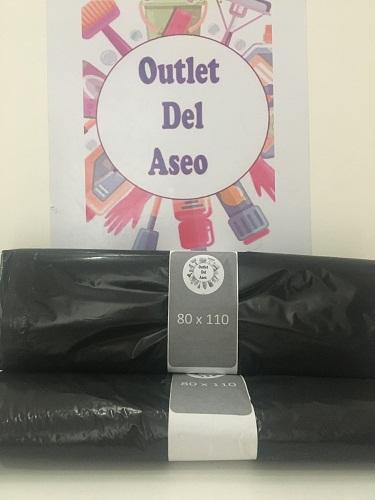 Outlet
Del
Aseo
Outlet
Del
Aseo
80 x 110
80 x 110